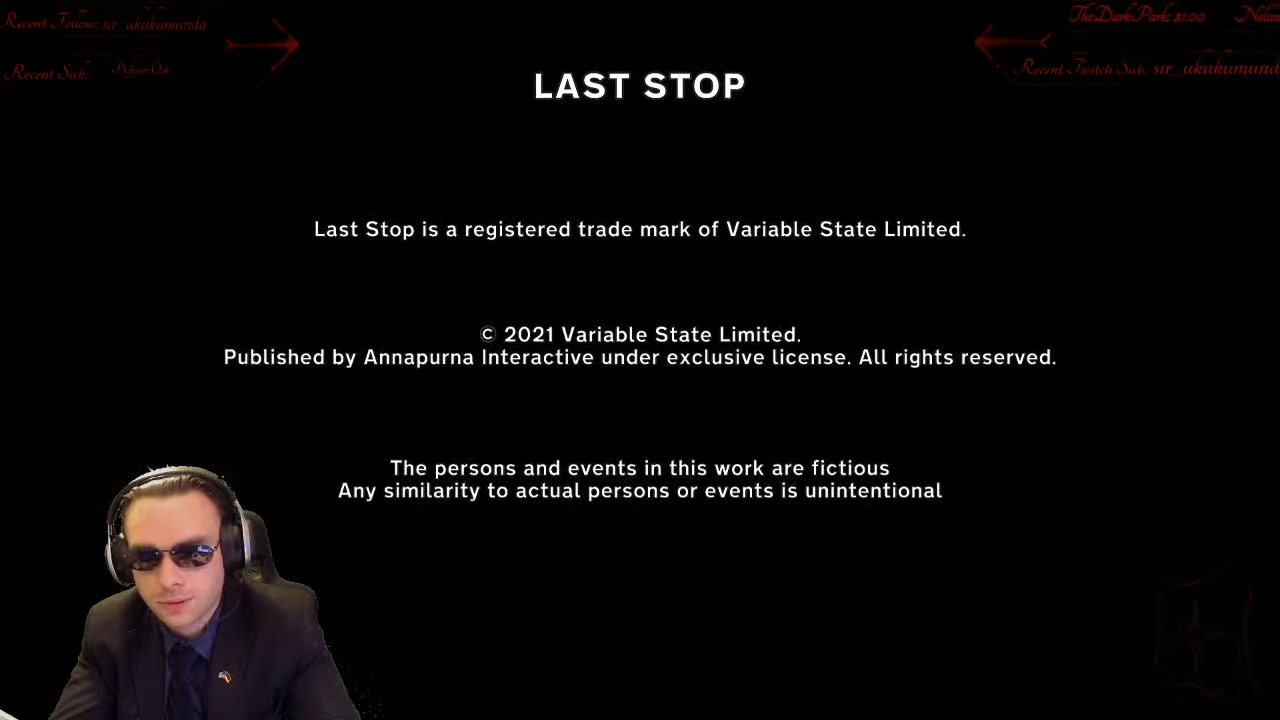 Recent Follow: sir_ukukumunda
TheDarkPark: $1.00
Recent Sub:
Recent Twitch Sub: sir_ukukumund
LAST STOP
Last Stop is a registered trade mark of Variable State Limited.
© 2021 Variable State Limited.
Published by Annapurna Interactive under exclusive license. All rights reserved.
The persons and events in this work are fictious
Any similarity to actual persons or events is unintentional